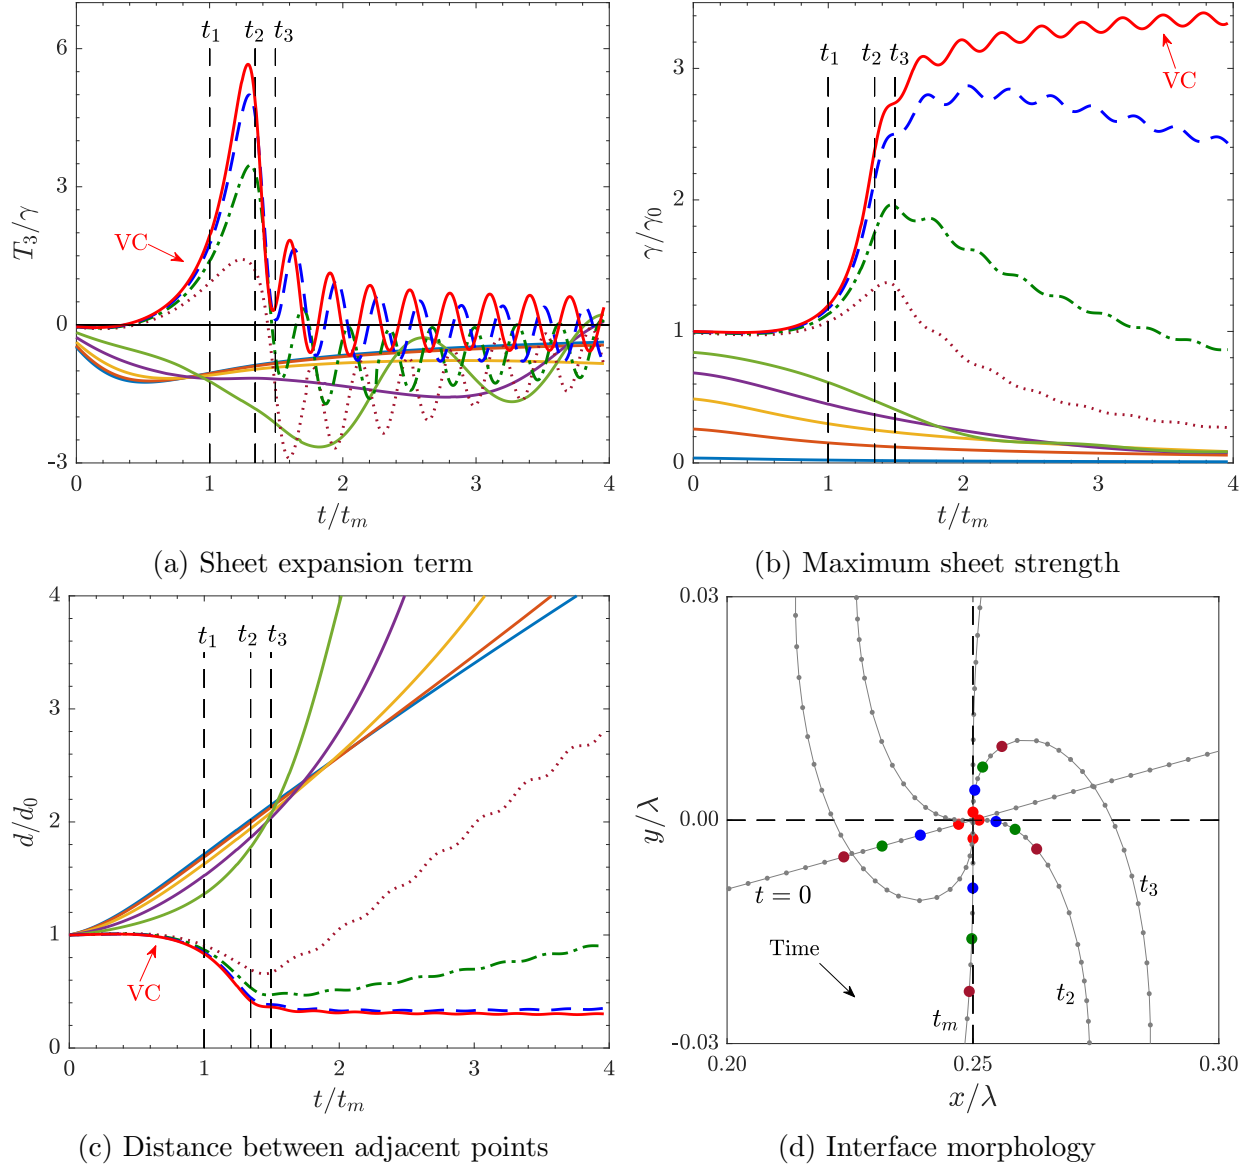 6
3
0
-3
T₃/γ
t₁
t₂
t₃
VC
0
1
2
3
4
t/tₘ
(a) Sheet expansion term
3
2
1
0
γ/γ₀
t₁
t₂
t₃
VC
0
1
2
3
4
t/tₘ
(b) Maximum sheet strength
4
3
2
1
0
d/d₀
t₁
t₂
t₃
VC
0
1
2
3
4
t/tₘ
(c) Distance between adjacent points
0.03
0.00
-0.03
y/λ
t = 0
t₃
Time
t₂
tₘ
0.20
0.25
0.30
x/λ
(d) Interface morphology